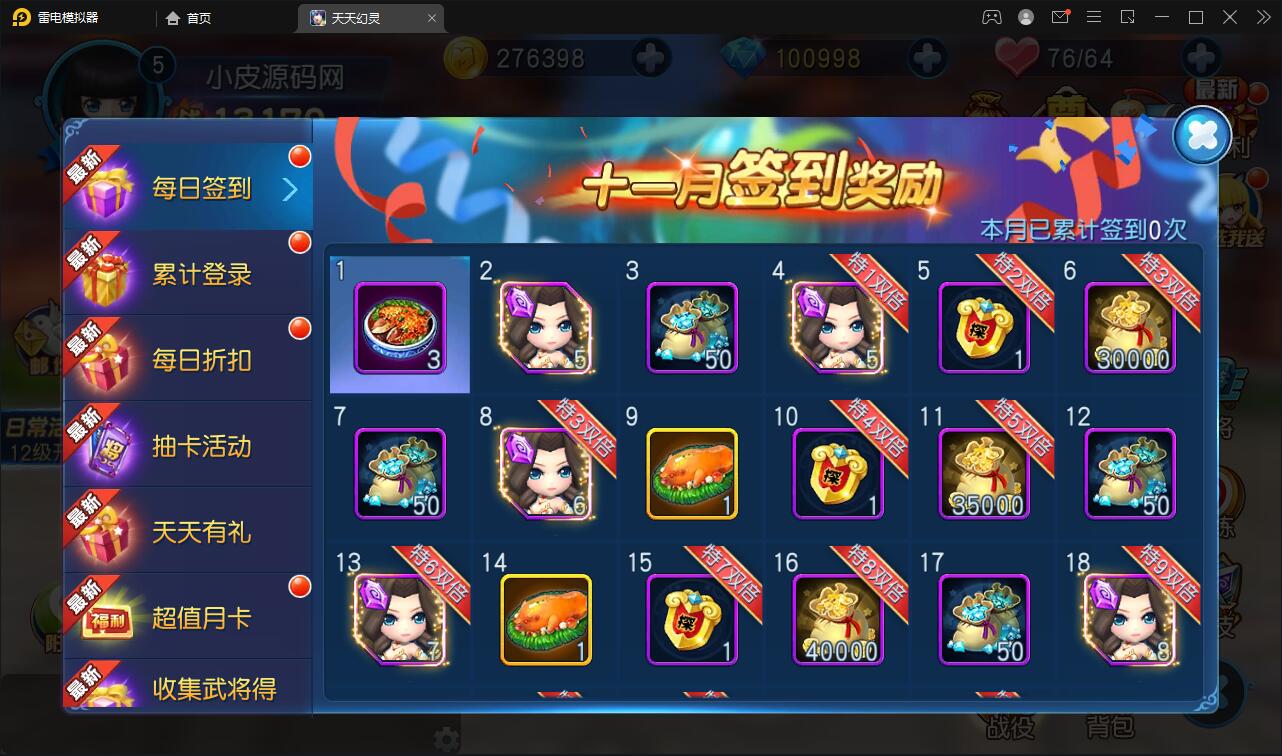 雷电模拟器
首页
天天幻灵
5
小皮源码网
276398
100998
76/64
最新
十一月签到奖励
本月已累计签到0次
最新
每日签到
最新
累计登录
最新
每日折扣
最新
抽卡活动
最新
天天有礼
最新
福利
超值月卡
最新
收集武将得
1
3
2
5
3
50
4
特1双倍
5
5
特2双倍
探
1
6
特3双倍
30000
7
50
8
特3双倍
6
9
1
10
特4双倍
探
1
11
特5双倍
35000
12
50
13
特6双倍
7
14
1
15
特7双倍
探
1
16
特8双倍
40000
17
50
18
特9双倍
8
战役
背包